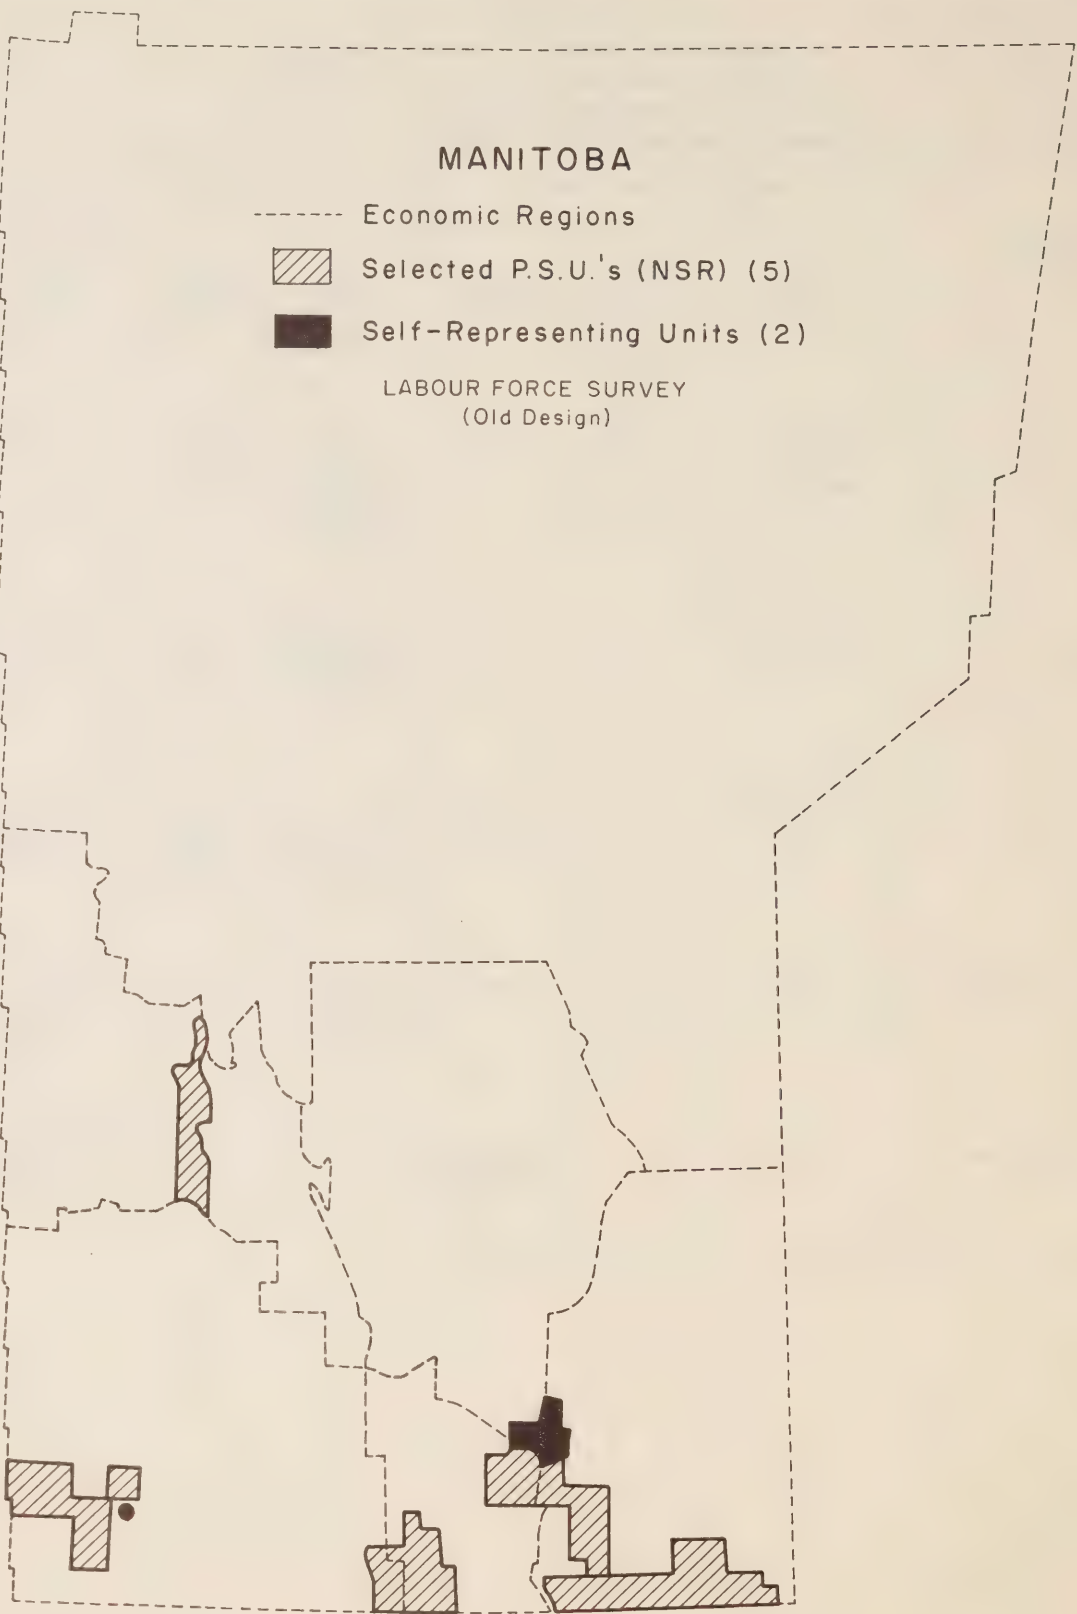 MANITOBA
Economic Regions
Selected P.S.U.'s (NSR) (5)
Self-Representing Units (2)
LABOUR FORCE SURVEY
(Old Design)